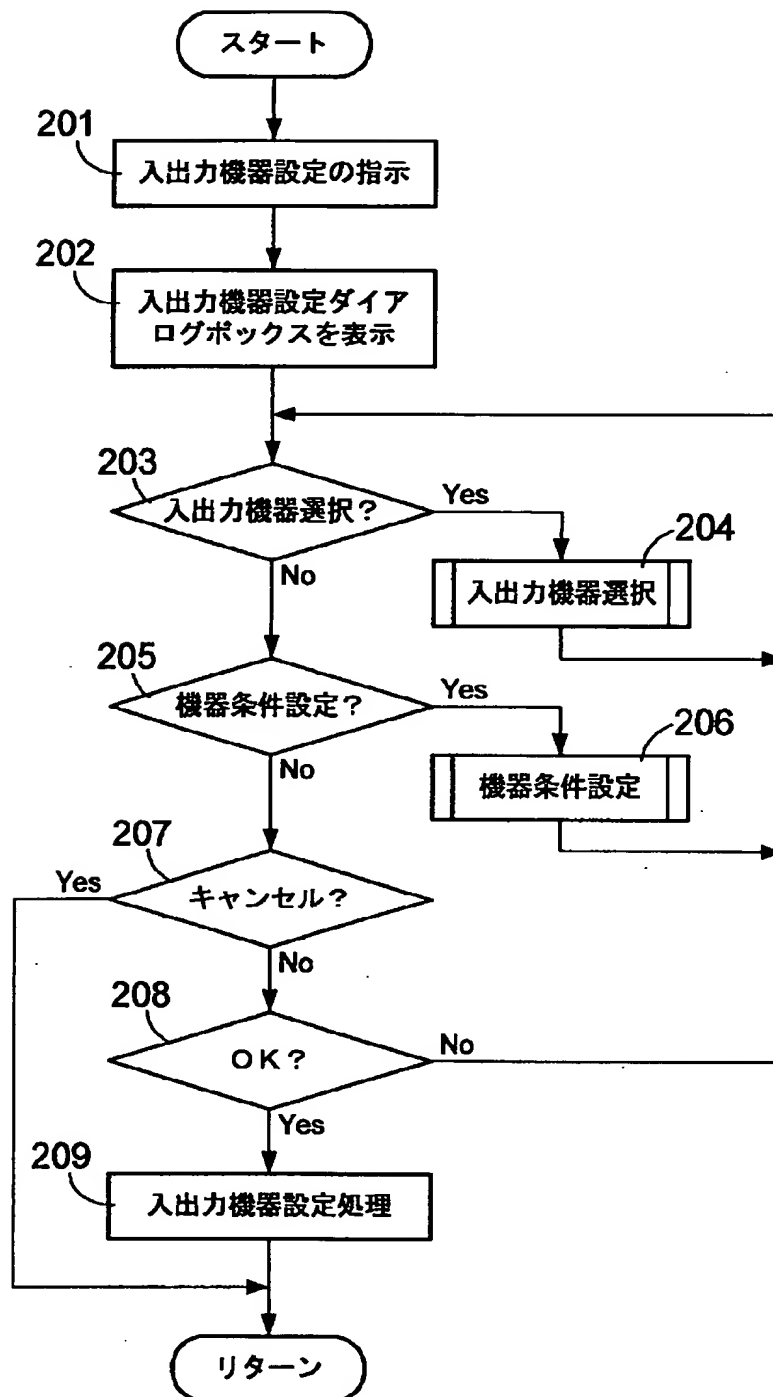 スタート
201
入出力機器設定の指示
202
入出力機器設定ダイア
ログボックスを表示
203
入出力機器選択?
Yes
204
入出力機器選択
No
205
機器条件設定?
Yes
206
機器条件設定
No
207
Yes
キャンセル?
No
208
OK?
No
Yes
209
入出力機器設定処理
リターン